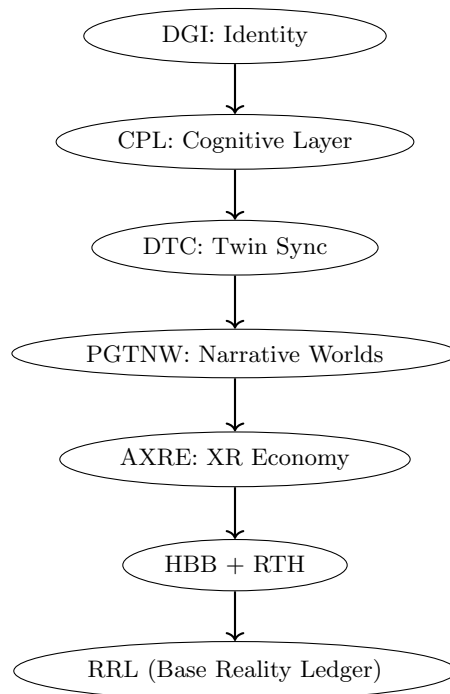 DGI: Identity
CPL: Cognitive Layer
DTC: Twin Sync
PGTNW: Narrative Worlds
AXRE: XR Economy
HBB + RTH
RRL (Base Reality Ledger)